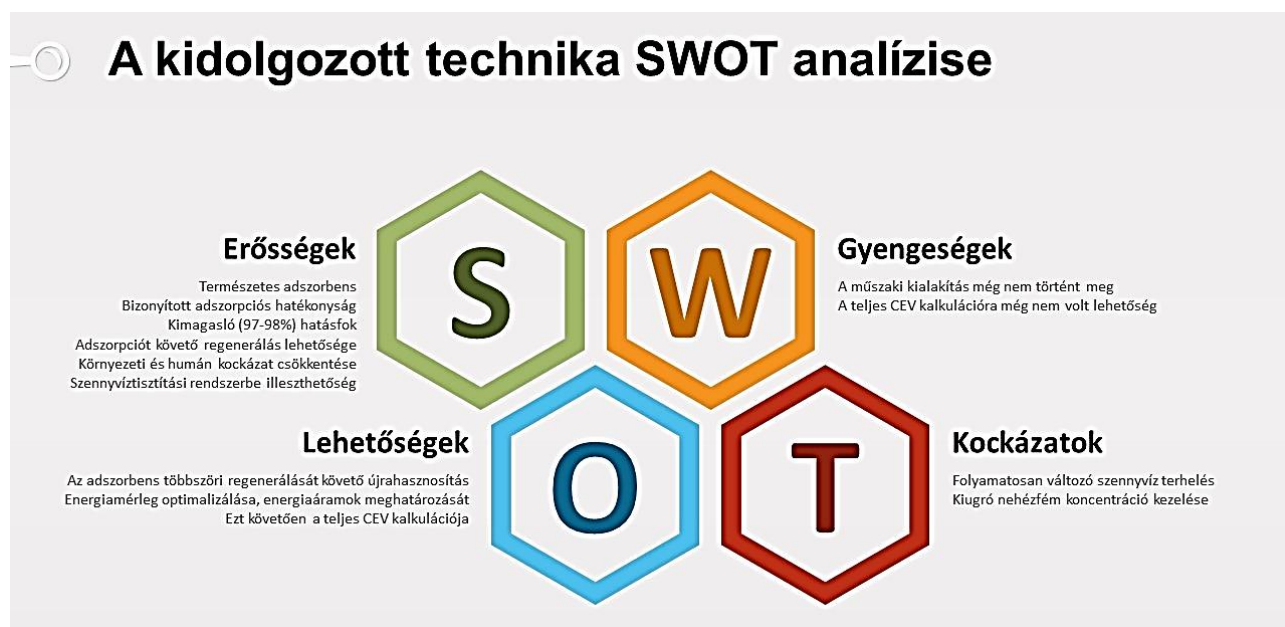 A kidolgozott technika SWOT analízise
S
Erősségek
Természetes adszorbens
Bizonyított adszorpciós hatékonyság
Kimagasló (97-98%) hatásfok
Adszorpciót követő regenerálás lehetősége
Környezeti és humán kockázat csökkentése
Szennyvíztisztítási rendszerbe illeszthetőség
W
Gyengeségek
A műszaki kialakítás még nem történt meg
A teljes CEV kalkulációra még nem volt lehetőség
O
Lehetőségek
Az adszorbens többszöri regenerálását követő újrahasznosítás
Energiamérleg optimalizálása, energiaáramok meghatározását
Ezt követően a teljes CEV kalkulációja
T
Kockázatok
Folyamatosan változó szennyvíz terhelés
Kiugró nehézfém koncentráció kezelése